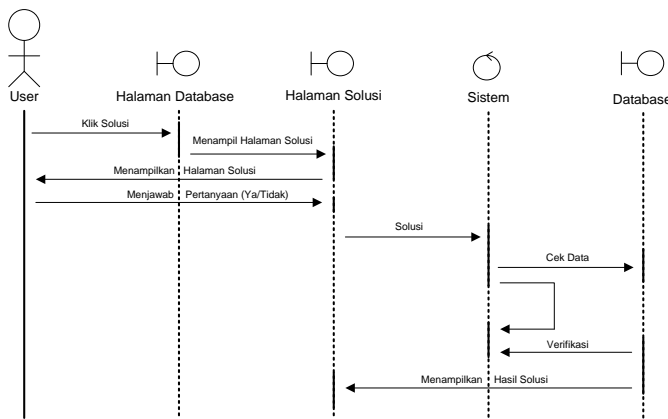 User
Halaman Database
Halaman Solusi
Sistem
Database
Klik Solusi
Menampil Halaman Solusi
Menampilkan Halaman Solusi
Menjawab Pertanyaan (Ya/Tidak)
Solusi
Cek Data
Verifikasi
Menampilkan Hasil Solusi